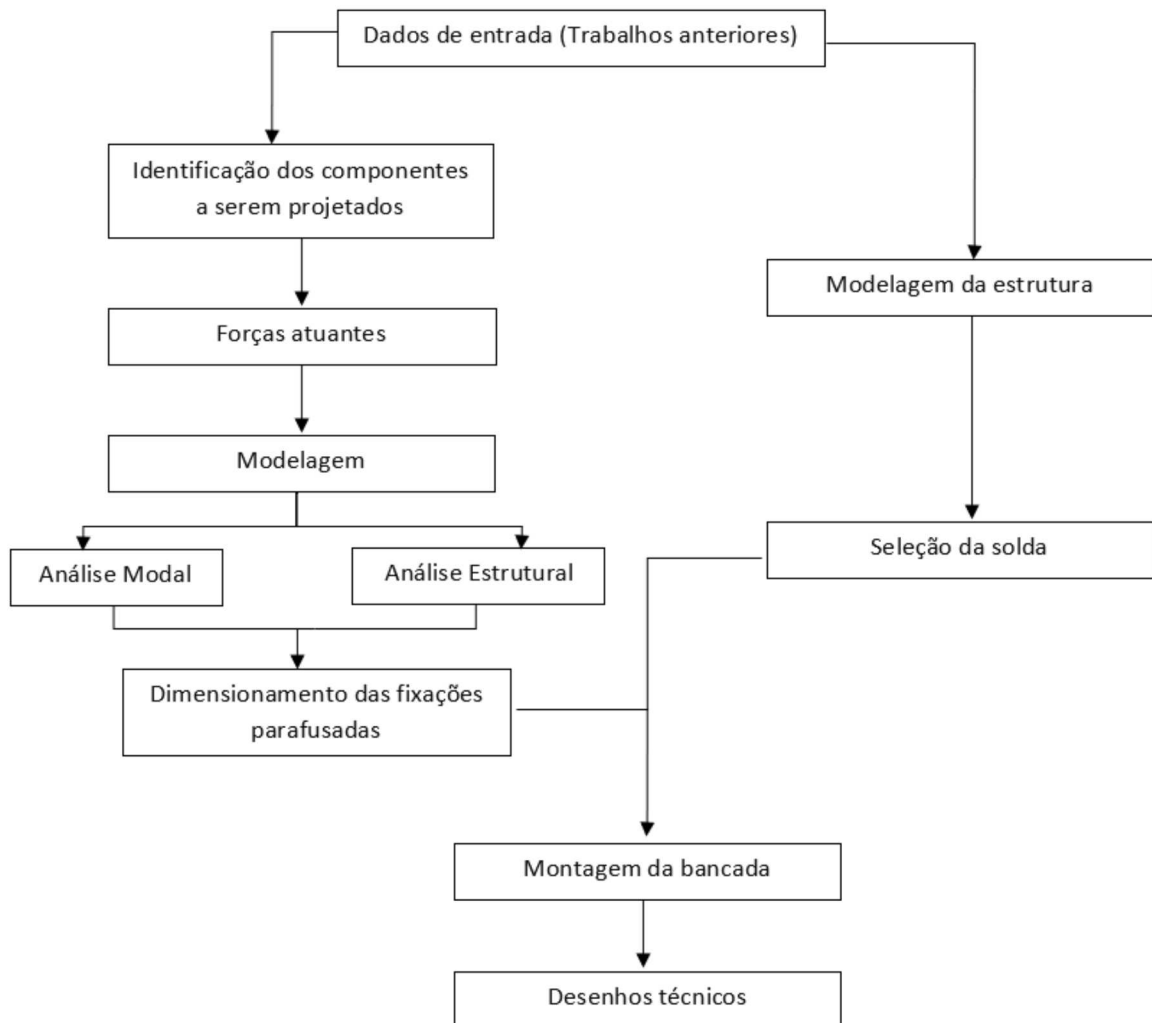 Dados de entrada (Trabalhos anteriores)
Identificação dos componentes
a serem projetados
Modelagem da estrutura
Forças atuantes
Modelagem
Seleção da solda
Análise Modal
Análise Estrutural
Dimensionamento das fixações
parafusadas
Montagem da bancada
Desenhos técnicos